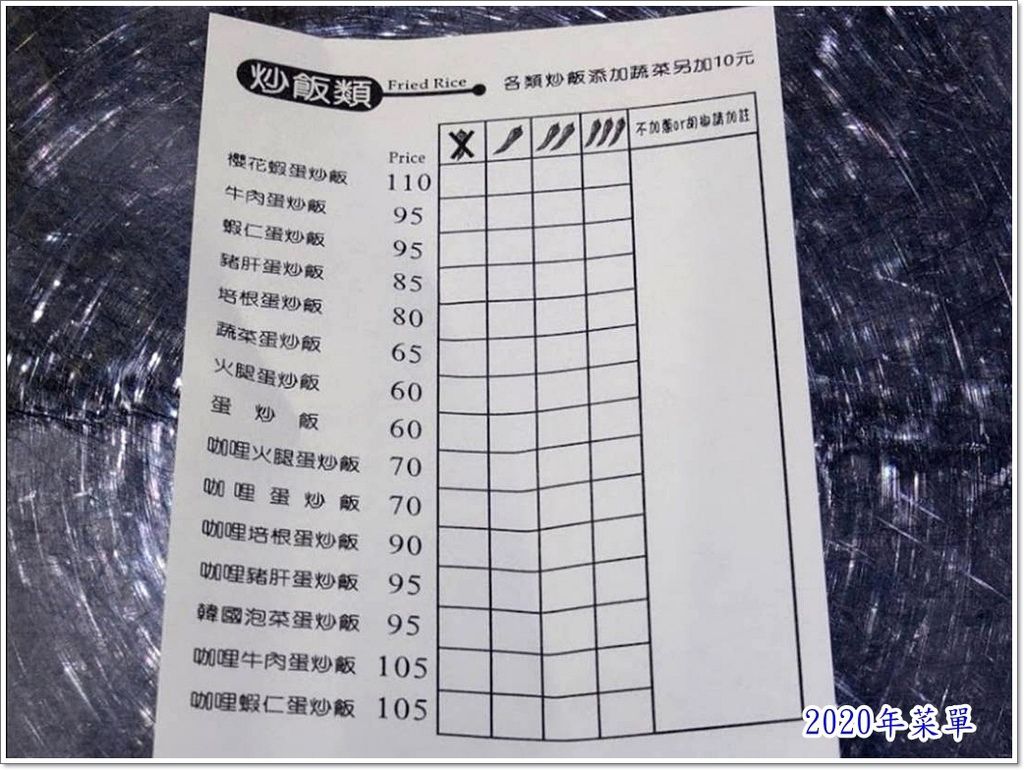 炒飯類 Fried Rice 各類炒飯添加蔬菜另加10元
Price 不加蔥or胡椒請加註
櫻花蝦蛋炒飯 110
牛肉蛋炒飯 95
蝦仁蛋炒飯 95
豬肝蛋炒飯 85
培根蛋炒飯 80
蔬菜蛋炒飯 65
火腿蛋炒飯 60
蛋炒飯 60
咖哩火腿蛋炒飯 70
咖哩蛋炒飯 70
咖哩培根蛋炒飯 90
咖哩豬肝蛋炒飯 95
韓國泡菜蛋炒飯 95
咖哩牛肉蛋炒飯 105
咖哩蝦仁蛋炒飯 105
2020年菜單